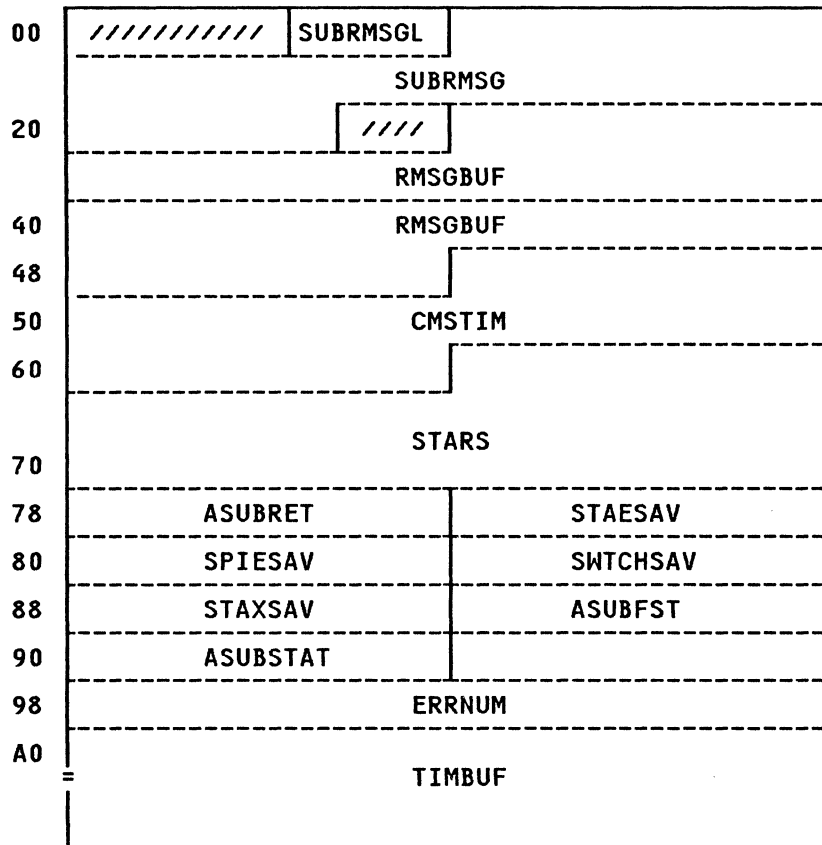 00 /////////// SUBRMSGL
SUBRMSG
20 ////
RMSGBUF
40 RMSGBUF
48
50 CMSTIM
60
STARS
70
78 ASUBRET STAESAV
80 SPIESAV SWTCHSAV
88 STAXSAV ASUBFST
90 ASUBSTAT
98 ERRNUM
A0
= TIMBUF